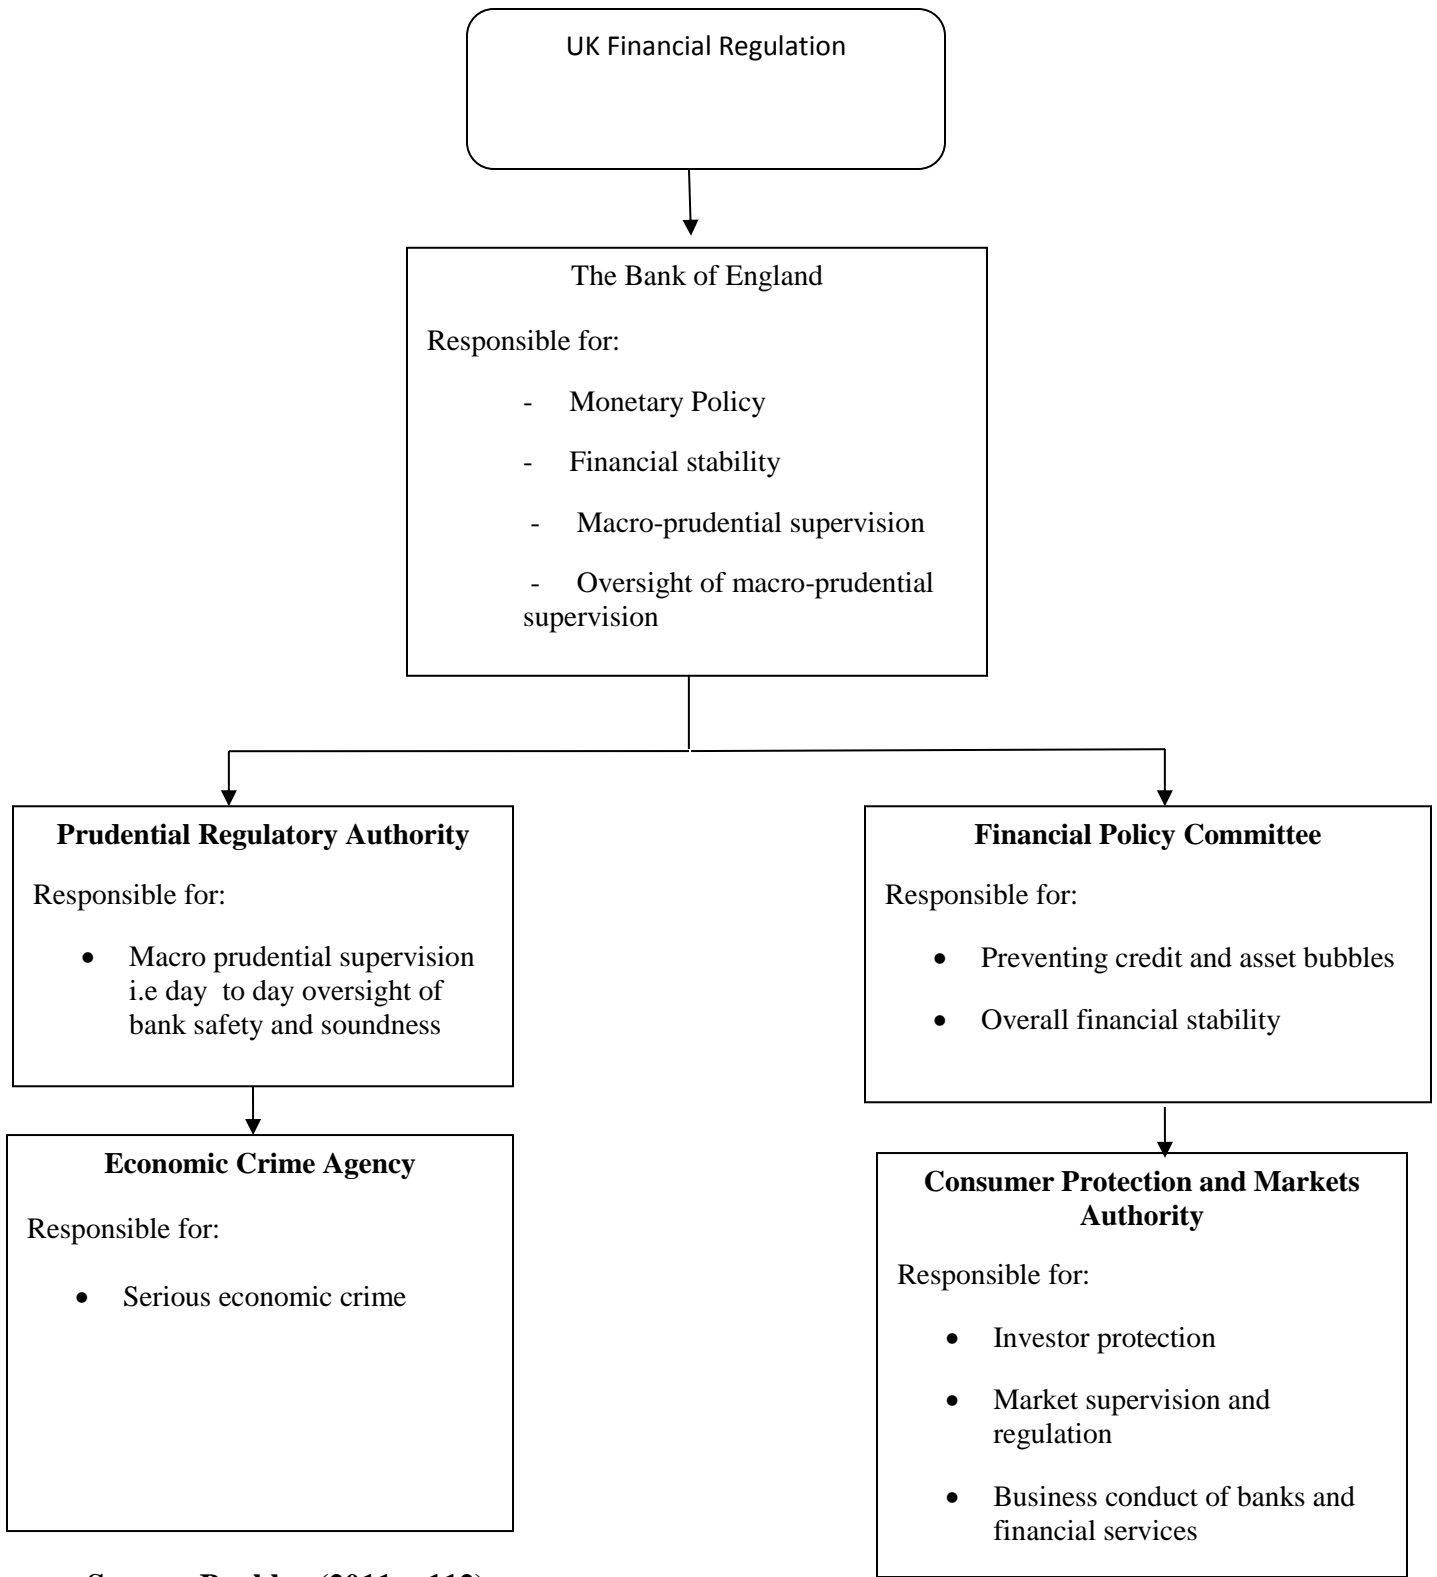 UK Financial Regulation
The Bank of England
Responsible for:
- Monetary Policy
- Financial stability
- Macro-prudential supervision
- Oversight of macro-prudential
supervision
Prudential Regulatory Authority
Responsible for:
• Macro prudential supervision
i.e day to day oversight of
bank safety and soundness
Financial Policy Committee
Responsible for:
• Preventing credit and asset bubbles
• Overall financial stability
Economic Crime Agency
Responsible for:
• Serious economic crime
Consumer Protection and Markets
Authority
Responsible for:
• Investor protection
• Market supervision and
regulation
• Business conduct of banks and
financial services
(2011 112)